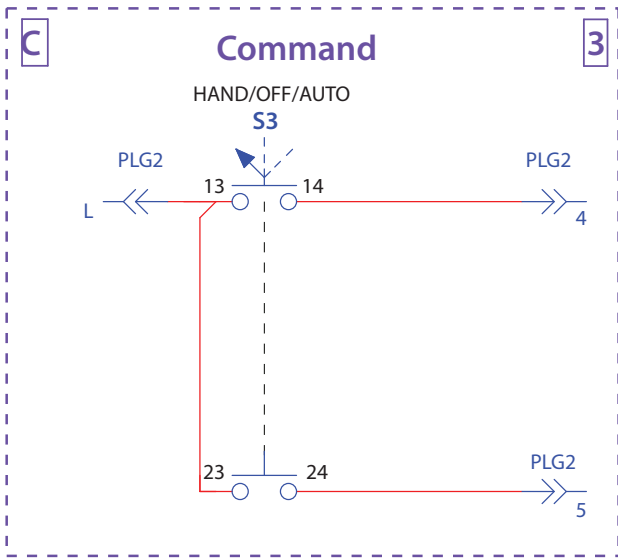 C
Command
3
HAND/OFF/AUTO
S3
PLG2
PLG2
13
14
L
4
23
24
PLG2
5